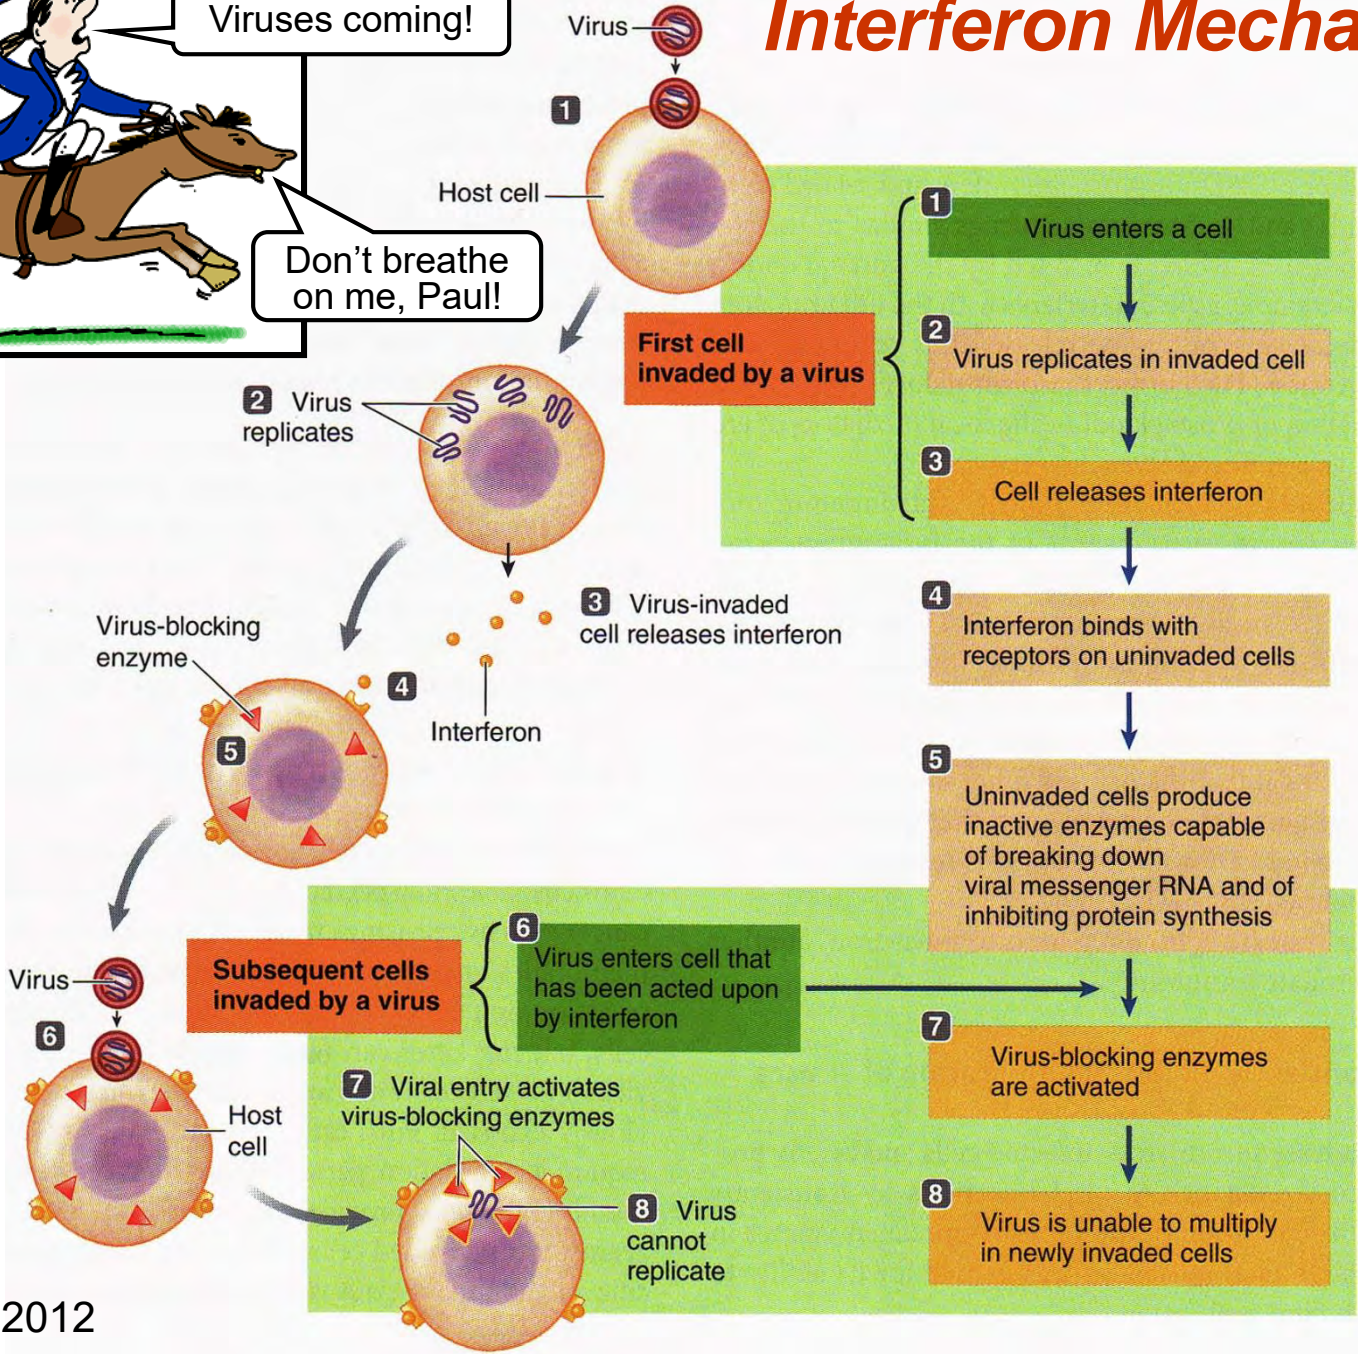 Viruses coming!
Interferon Mecha
Don't breathe
on me, Paul!
Virus
1
Host cell
1
Virus enters a cell
First cell
invaded by a virus
2
Virus replicates in invaded cell
3
Cell releases interferon
2 Virus
replicates
3 Virus-invaded
cell releases interferon
4
Interferon binds with
receptors on uninvaded cells
Virus-blocking
enzyme
4
Interferon
5
5
Uninvaded cells produce
inactive enzymes capable
of breaking down
viral messenger RNA and of
inhibiting protein synthesis
Subsequent cells
invaded by a virus
6
Virus enters cell that
has been acted upon
by interferon
Virus
6
7
Virus-blocking enzymes
are activated
7 Viral entry activates
virus-blocking enzymes
Host
cell
8 Virus
cannot
replicate
8
Virus is unable to multiply
in newly invaded cells
2012